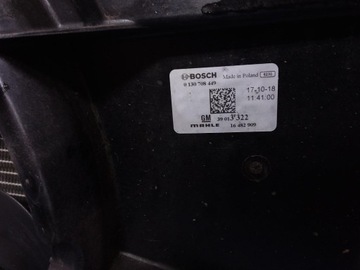 BOSCH Made in Poland
0 130 708 449
17-10-18
11:41:00
GM 39 013 322
MAHLE 16 482 909